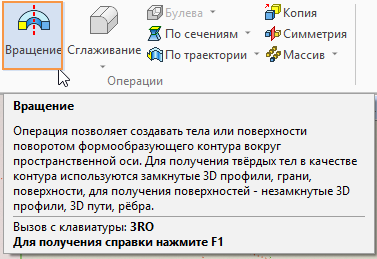 Вращение
Сглаживание
Булева
По сечениям
По траектории
Копия
Симметрия
Массив
Операции
Вращение
Операция позволяет создавать тела или поверхности
поворотом формообразующего контура вокруг
пространственной оси. Для получения твёрдых тел в качестве
контура используются замкнутые 3D профили, грани,
поверхности, для получения поверхностей - незамкнутые 3D
профили, 3D пути, рёбра.
Вызов с клавиатуры: 3RO
Для получения справки нажмите F1